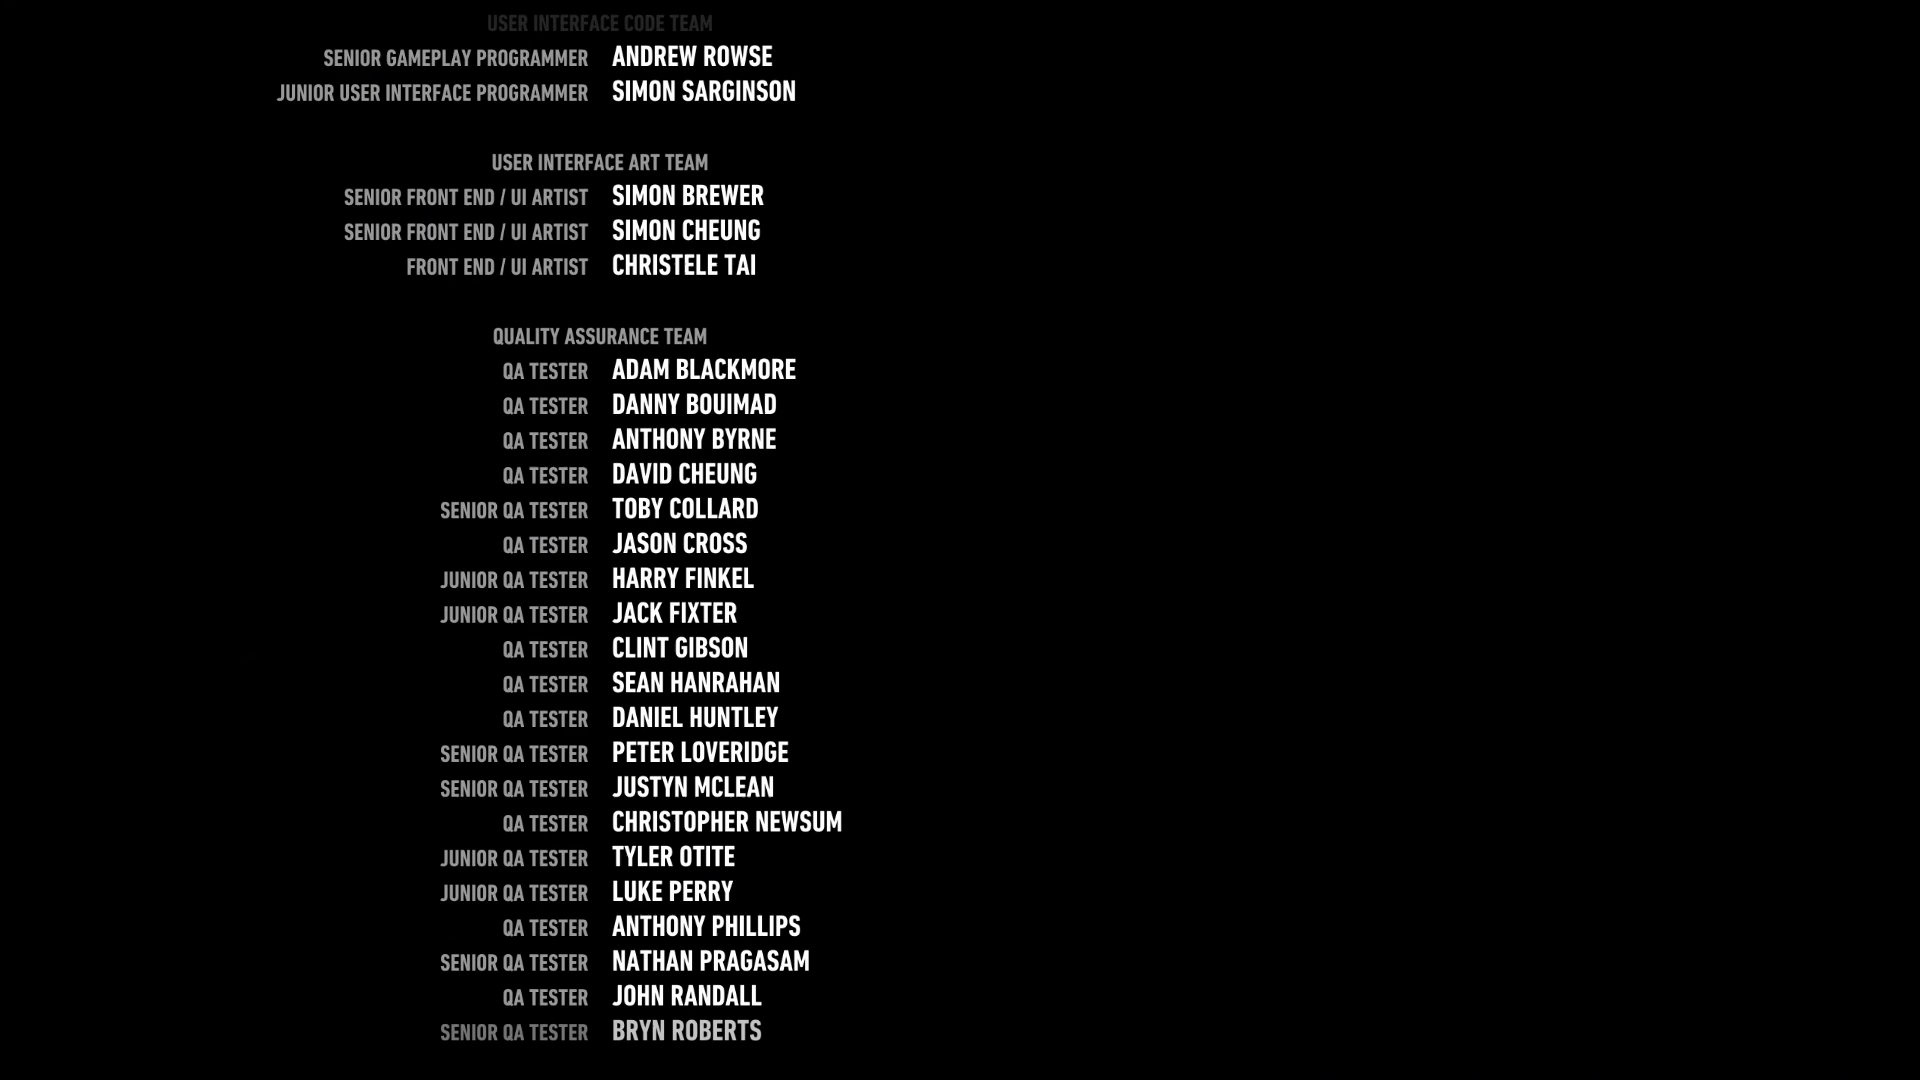 USER INTERFACE CODE TEAM
SENIOR GAMEPLAY PROGRAMMER ANDREW ROWSE
JUNIOR USER INTERFACE PROGRAMMER SIMON SARGINSON
USER INTERFACE ART TEAM
SENIOR FRONT END / UI ARTIST SIMON BREWER
SENIOR FRONT END / UI ARTIST SIMON CHEUNG
FRONT END / UI ARTIST CHRISTELE TAI
QUALITY ASSURANCE TEAM
QA TESTER ADAM BLACKMORE
QA TESTER DANNY BOUIMAD
QA TESTER ANTHONY BYRNE
QA TESTER DAVID CHEUNG
SENIOR QA TESTER TOBY COLLARD
QA TESTER JASON CROSS
JUNIOR QA TESTER HARRY FINKEL
JUNIOR QA TESTER JACK FIXTER
QA TESTER CLINT GIBSON
QA TESTER SEAN HANRAHAN
QA TESTER DANIEL HUNTLEY
SENIOR QA TESTER PETER LOVERIDGE
SENIOR QA TESTER JUSTYN MCLEAN
QA TESTER CHRISTOPHER NEWSUM
JUNIOR QA TESTER TYLER OTITE
JUNIOR QA TESTER LUKE PERRY
QA TESTER ANTHONY PHILLIPS
SENIOR QA TESTER NATHAN PRAGASAM
QA TESTER JOHN RANDALL
SENIOR QA TESTER BRYN ROBERTS